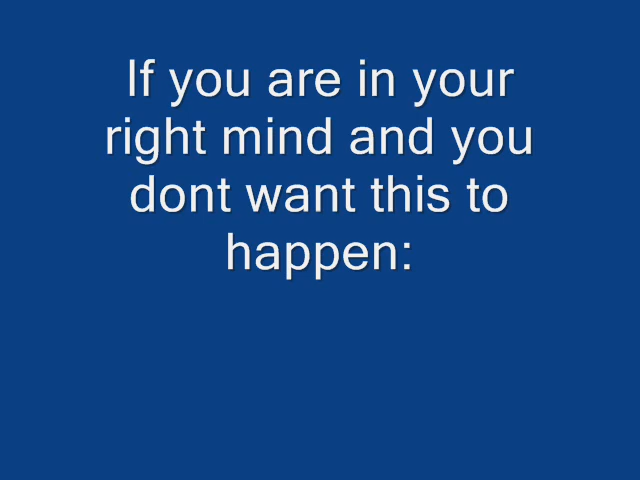 If you are in your
right mind and you
dont want this to
happen: